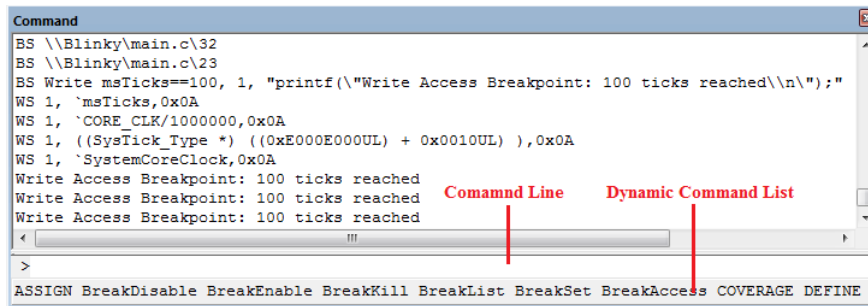 Command
BS \\Blinky\main.c\32
BS \\Blinky\main.c\23
BS Write msTicks==100, 1, "printf(\"Write Access Breakpoint: 100 ticks reached\\n\");"
WS 1, `msTicks,0x0A
WS 1, `CORE_CLK/1000000,0x0A
WS 1, ((SysTick_Type *) ((0xE000E000UL) + 0x0010UL) ),0x0A
WS 1, `SystemCoreClock,0x0A
Write Access Breakpoint: 100 ticks reached
Write Access Breakpoint: 100 ticks reached
Write Access Breakpoint: 100 ticks reached
Comamnd Line
Dynamic Command List
>
ASSIGN BreakDisable BreakEnable BreakKill BreakList BreakSet BreakAccess COVERAGE DEFINE